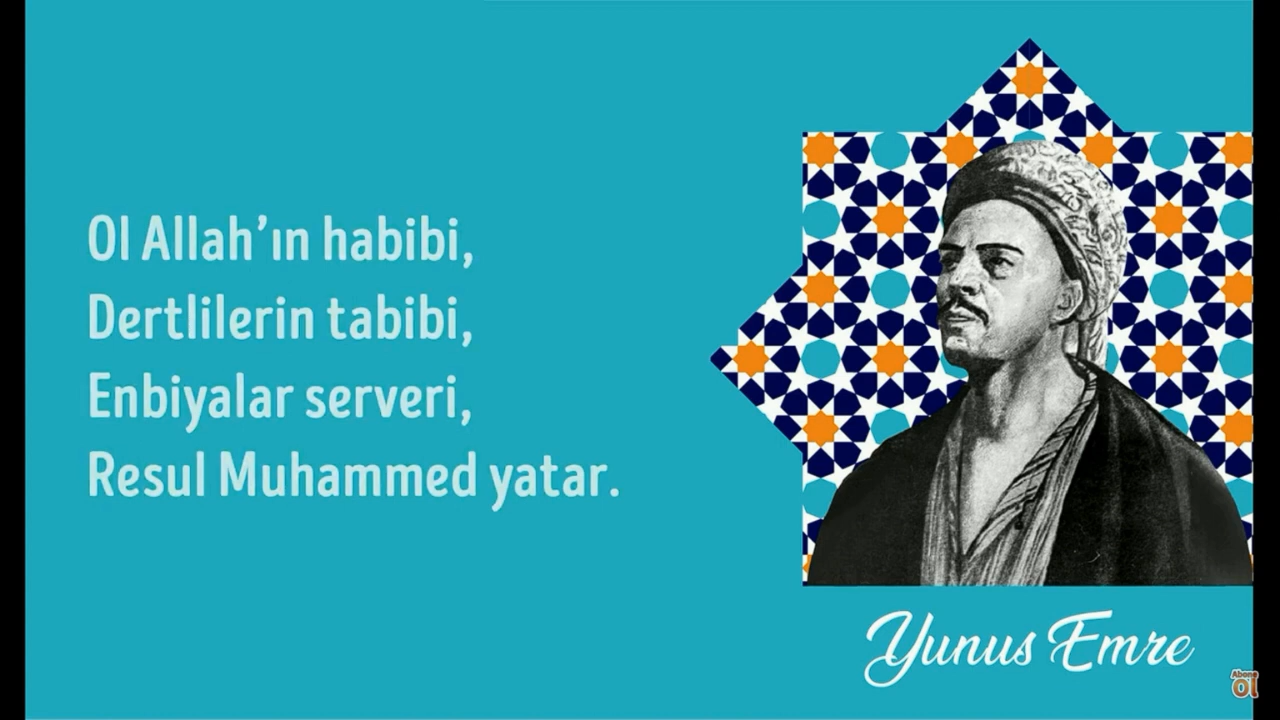 Ol Allah’ın habibi,
Dertlilerin tabibi,
Enbiyalar serveri,
Resul Muhammed yatar.
Yunus Emre
Abone
Ol